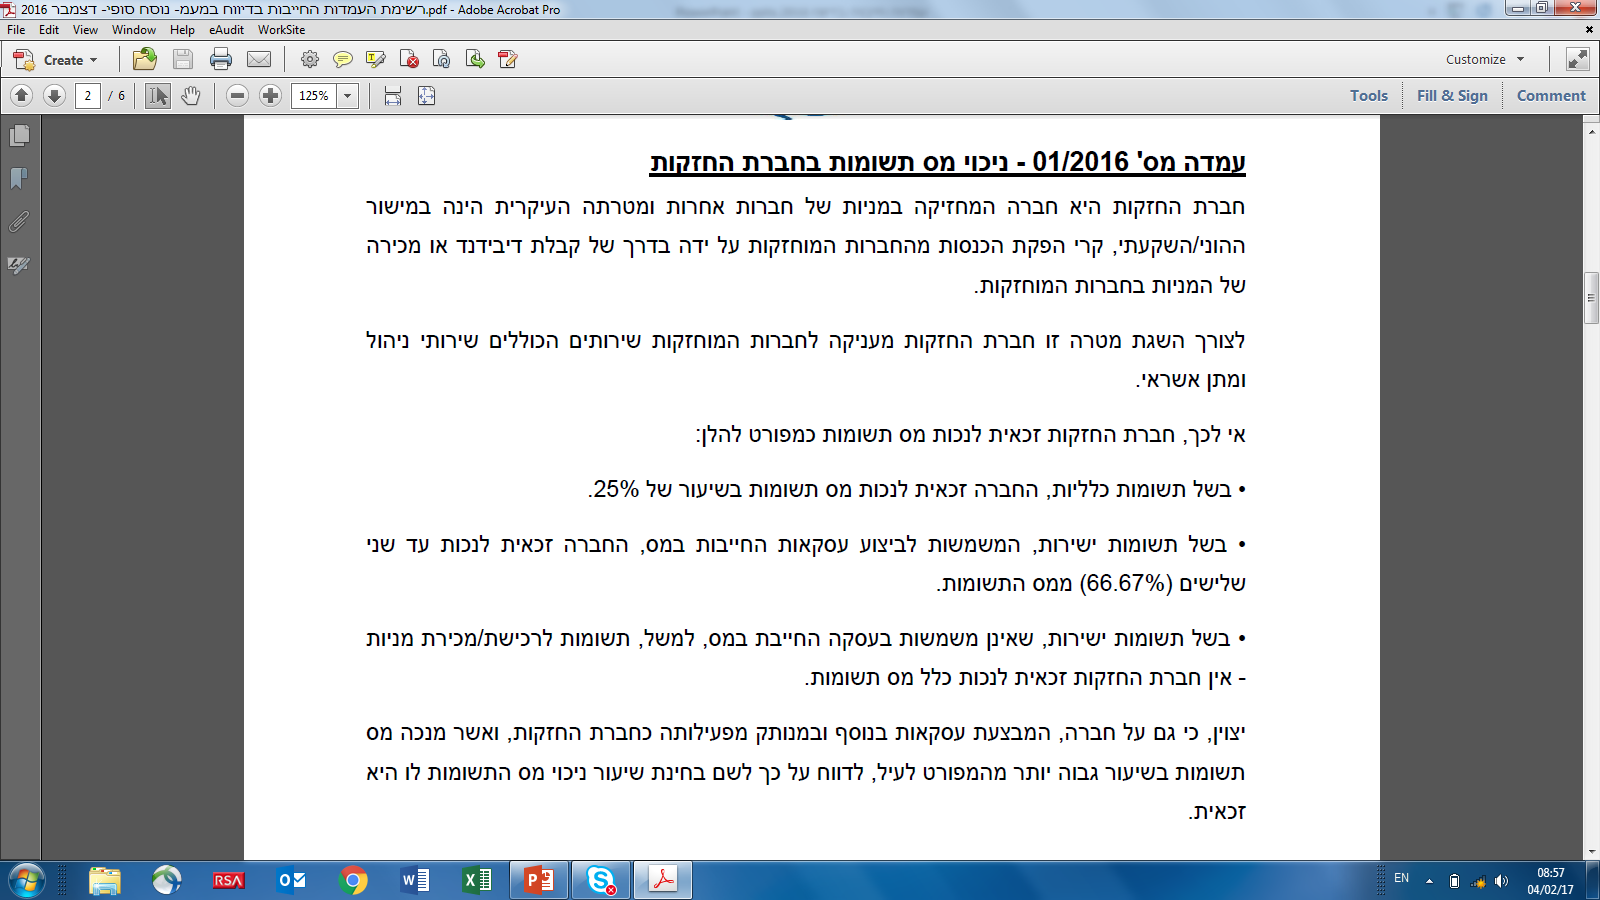 רשימת העמדות החייבות בדיווח במעמ- נוסח סופי- דצמבר 2016.pdf - Adobe Acrobat Pro
File Edit View Window Help eAudit WorkSite
Create Customize
2 / 6 125% Tools Fill & Sign Comment
עמדה מס' 01/2016 - ניכוי מס תשומות בחברת החזקות
חברת החזקות היא חברה המחזיקה במניות של חברות אחרות ומטרתה העיקרית הינה במישור
ההוני/השקעתי, קרי הפקת הכנסות מהחברות המוחזקות על ידה בדרך של קבלת דיבידנד או מכירה
של המניות בחברות המוחזקות.
לצורך השגת מטרה זו חברת החזקות מעניקה לחברות המוחזקות שירותים הכוללים שירותי ניהול
ומתן אשראי.
אי לכך, חברת החזקות זכאית לנכות מס תשומות כמפורט להלן:
• בשל תשומות כלליות, החברה זכאית לנכות מס תשומות בשיעור של 25%.
• בשל תשומות ישירות, המשמשות לביצוע עסקאות החייבות במס, החברה זכאית לנכות עד שני
שלישים (66.67%) ממס התשומות.
• בשל תשומות ישירות, שאינן משמשות בעסקה החייבת במס, למשל, תשומות לרכישת/מכירת מניות
- אין חברת החזקות זכאית לנכות כלל מס תשומות.
יצוין, כי גם על חברה, המבצעת עסקאות בנוסף ובמנותק מפעילותה כחברת החזקות, ואשר מנכה מס
תשומות בשיעור גבוה יותר מהמפורט לעיל, לדווח על כך לשם בחינת שיעור ניכוי מס התשומות לו היא
זכאית.
RSA EN 08:57
04/02/17